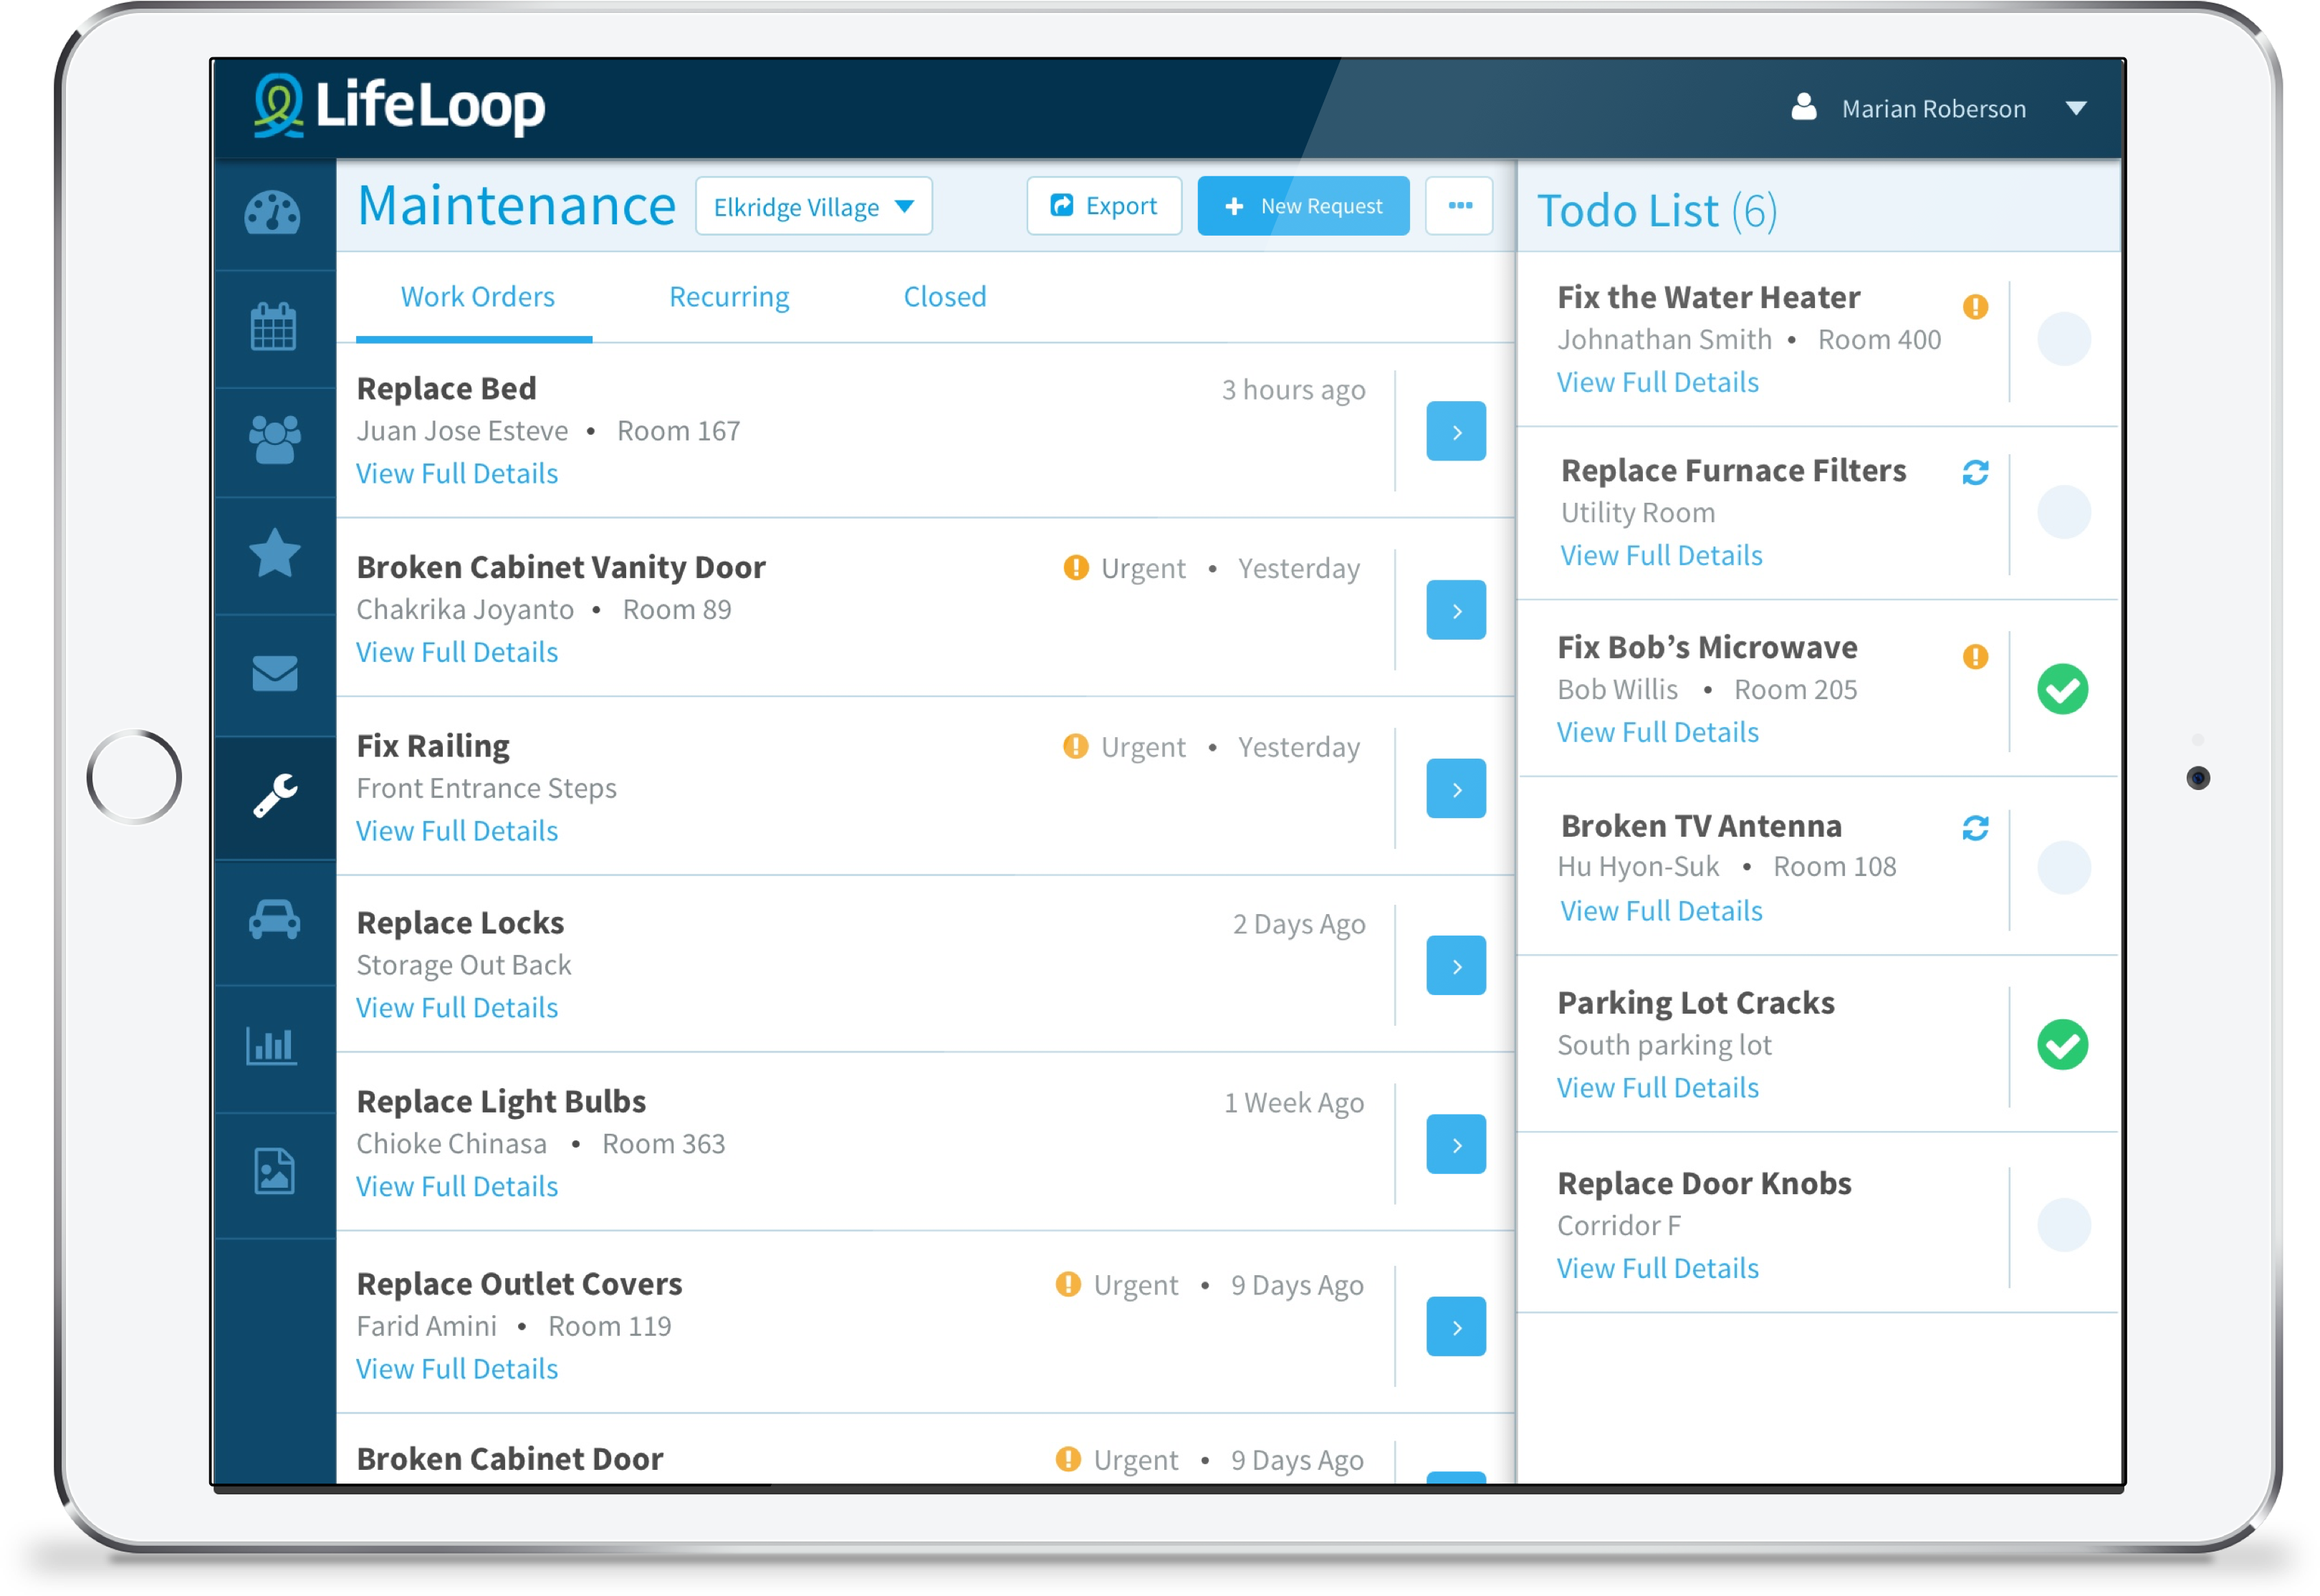 LifeLoop
Marian Roberson
Maintenance
Elkridge Village
Export
New Request
Work Orders
Recurring
Closed
Replace Bed
3 hours ago
Juan Jose Esteve • Room 167
View Full Details
Broken Cabinet Vanity Door
Urgent • Yesterday
Chakrika Joyanto • Room 89
View Full Details
Fix Railing
Urgent • Yesterday
Front Entrance Steps
View Full Details
Replace Locks
2 Days Ago
Storage Out Back
View Full Details
Replace Light Bulbs
1 Week Ago
Chioke Chinasa • Room 363
View Full Details
Replace Outlet Covers
Urgent • 9 Days Ago
Farid Amini • Room 119
View Full Details
Broken Cabinet Door
Urgent • 9 Days Ago
Todo List (6)
Fix the Water Heater
Johnathan Smith • Room 400
View Full Details
Replace Furnace Filters
Utility Room
View Full Details
Fix Bob’s Microwave
Bob Willis • Room 205
View Full Details
Broken TV Antenna
Hu Hyon-Suk • Room 108
View Full Details
Parking Lot Cracks
South parking lot
View Full Details
Replace Door Knobs
Corridor F
View Full Details